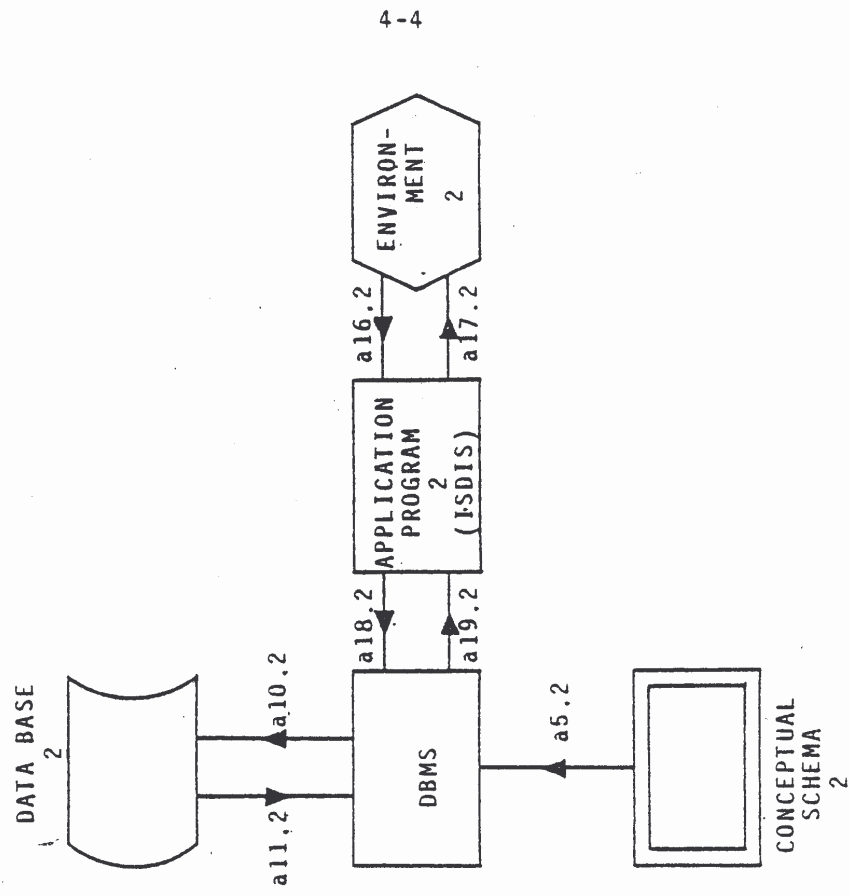 4-4
DATA BASE
2
a11.2
a10.2
DBMS
a5.2
CONCEPTUAL
SCHEMA
2
a18.2
a19.2
APPLICATION
PROGRAM
2
(ISDIS)
a16.2
a17.2
ENVIRON-
MENT
2